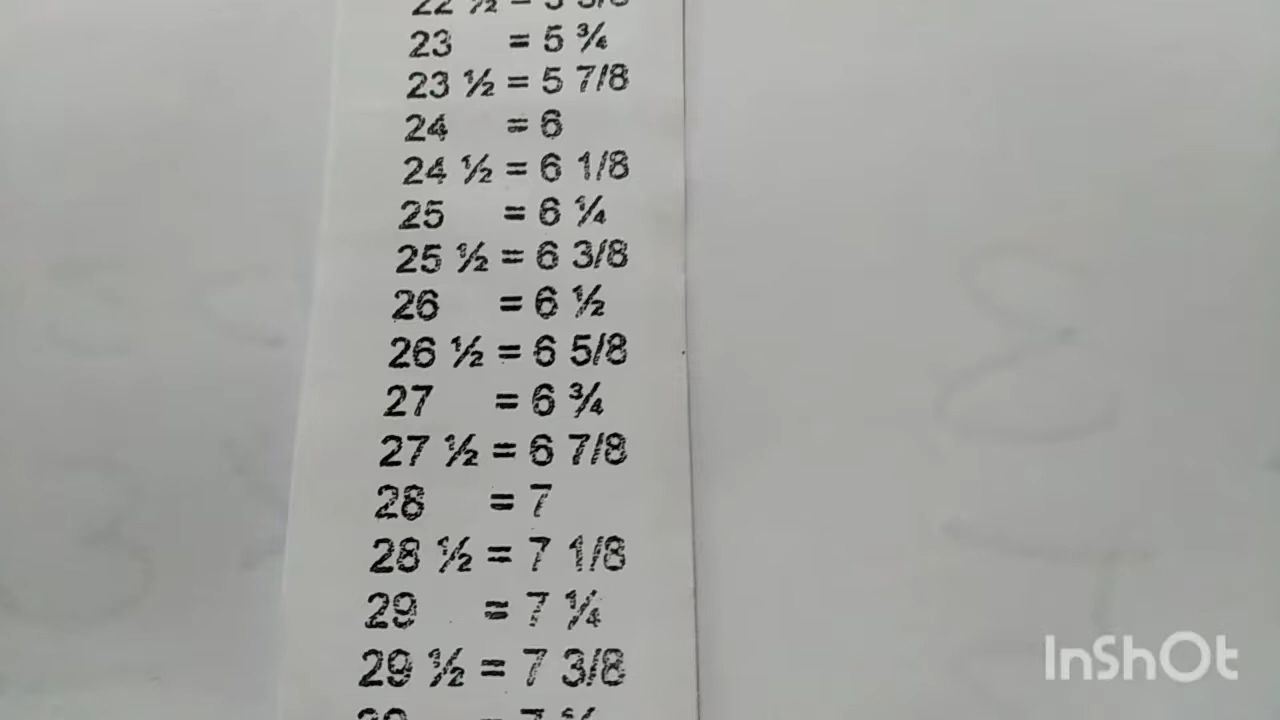 23 = 5 ¾
23 ½ = 5 7/8
24 = 6
24 ½ = 6 1/8
25 = 6 ¼
25 ½ = 6 3/8
26 = 6 ½
26 ½ = 6 5/8
27 = 6 ¾
27 ½ = 6 7/8
28 = 7
28 ½ = 7 1/8
29 = 7 ¼
29 ½ = 7 3/8
InShOt